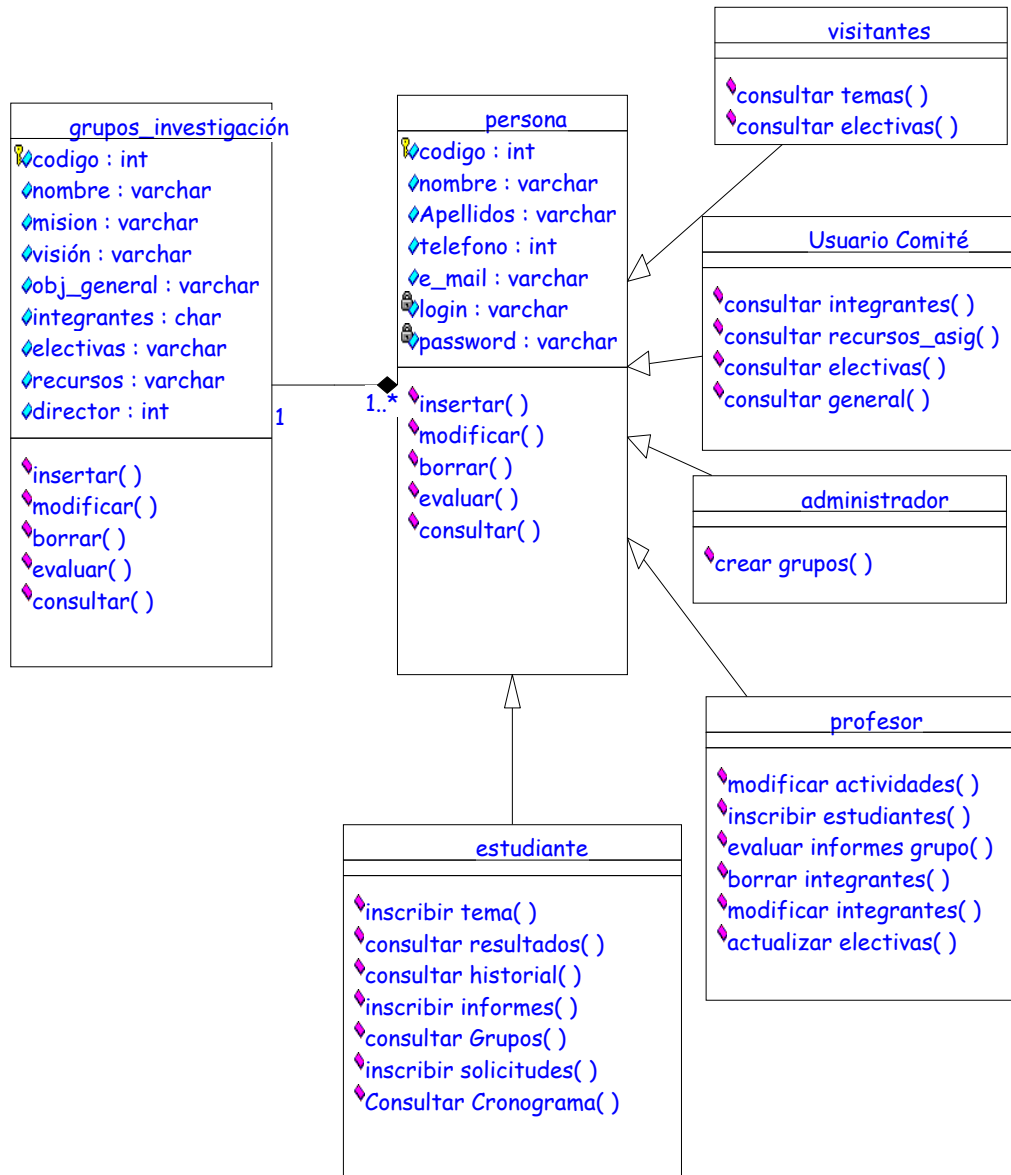 grupos_investigación
codigo : int
nombre : varchar
mision : varchar
visión : varchar
obj_general : varchar
integrantes : char
electivas : varchar
recursos : varchar
director : int
insertar( )
modificar( )
borrar( )
evaluar( )
consultar( )
1
1..*
persona
codigo : int
nombre : varchar
Apellidos : varchar
telefono : int
e_mail : varchar
login : varchar
password : varchar
insertar( )
modificar( )
borrar( )
evaluar( )
consultar( )
visitantes
consultar temas( )
consultar electivas( )
Usuario Comité
consultar integrantes( )
consultar recursos_asig( )
consultar electivas( )
consultar general( )
administrador
crear grupos( )
profesor
modificar actividades( )
inscribir estudiantes( )
evaluar informes grupo( )
borrar integrantes( )
modificar integrantes( )
actualizar electivas( )
estudiante
inscribir tema( )
consultar resultados( )
consultar historial( )
inscribir informes( )
consultar Grupos( )
inscribir solicitudes( )
Consultar Cronograma( )